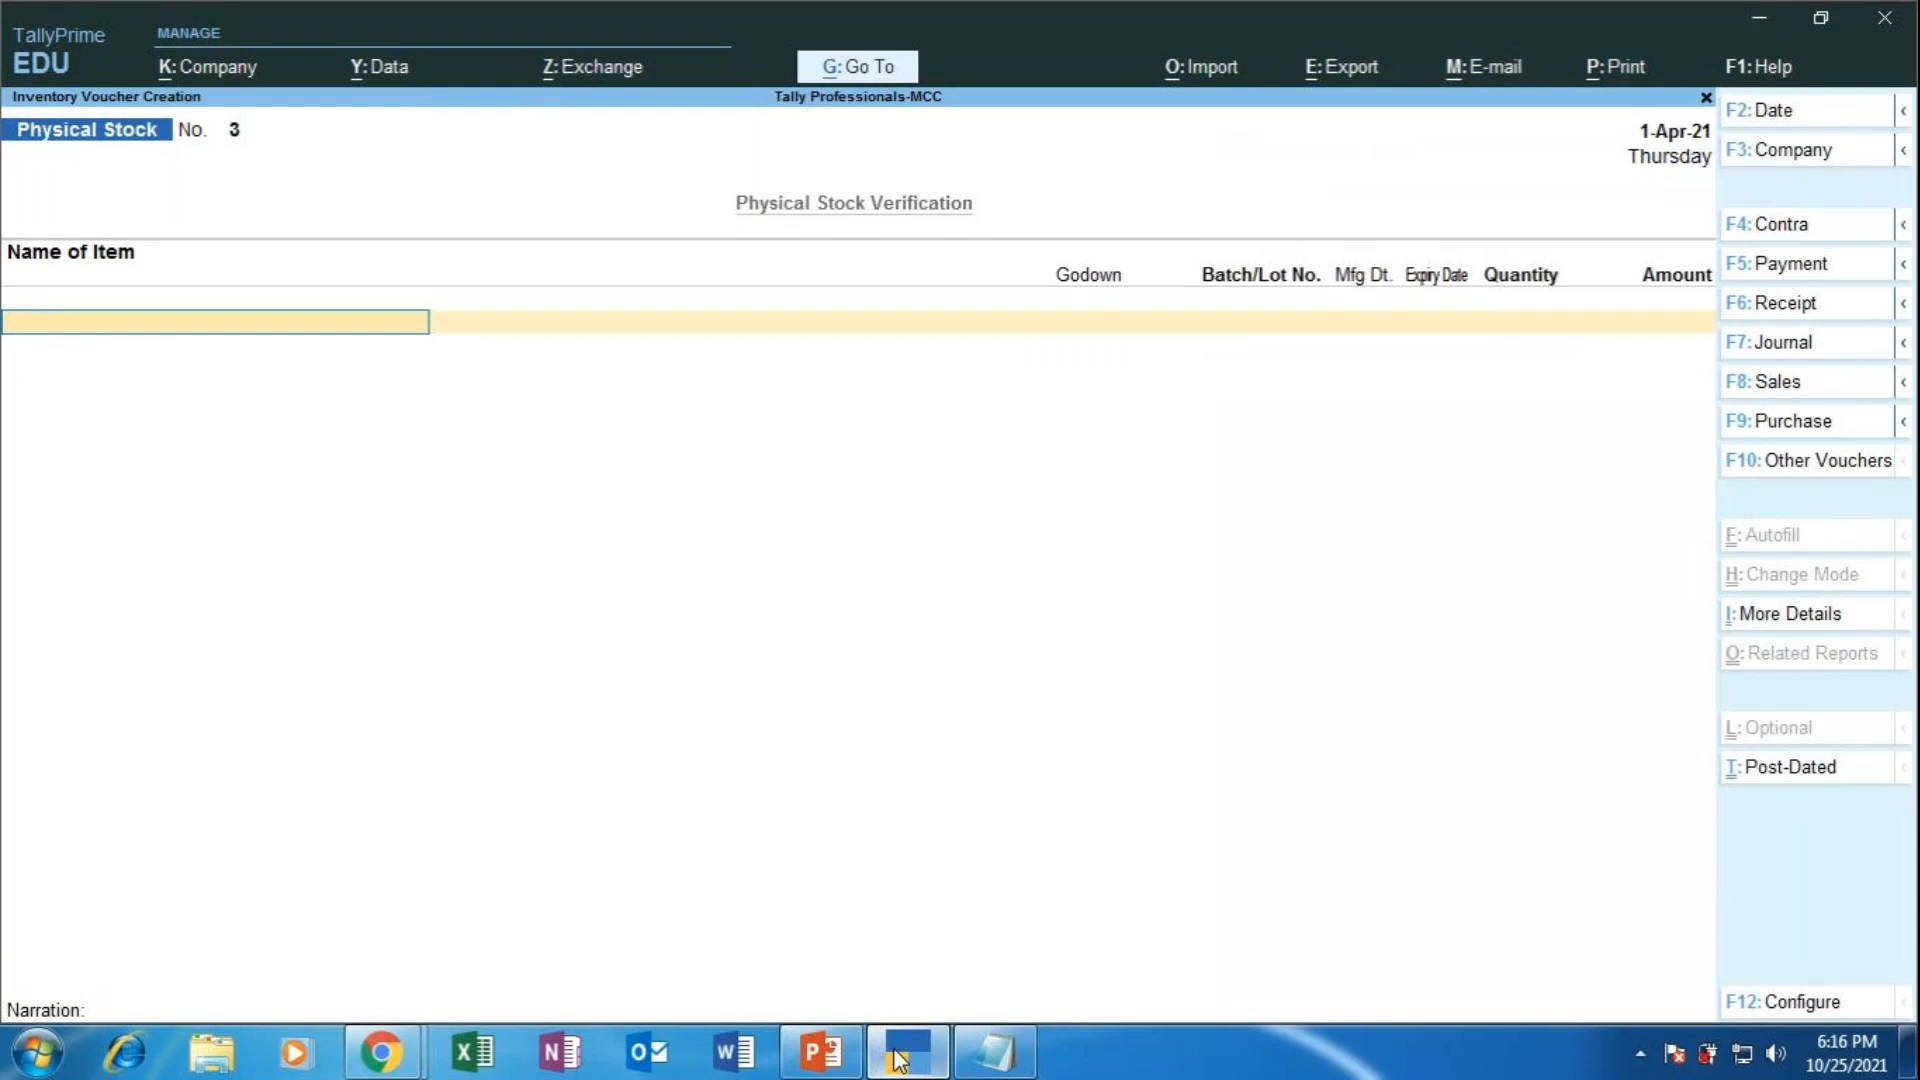 TallyPrime
EDU
MANAGE
K: Company
Y: Data
Z: Exchange
G: Go To
O: Import
E: Export
M: E-mail
P: Print
F1: Help
Inventory Voucher Creation
Tally Professionals-MCC
Physical Stock No. 3
1-Apr-21
Thursday
Physical Stock Verification
Name of Item
Godown Batch/Lot No. Mfg Dt. Expiry Date Quantity Amount
Narration:
F2: Date
F3: Company
F4: Contra
F5: Payment
F6: Receipt
F7: Journal
F8: Sales
F9: Purchase
F10: Other Vouchers
F: Autofill
H: Change Mode
I: More Details
O: Related Reports
L: Optional
T: Post-Dated
F12: Configure
6:16 PM
10/25/2021